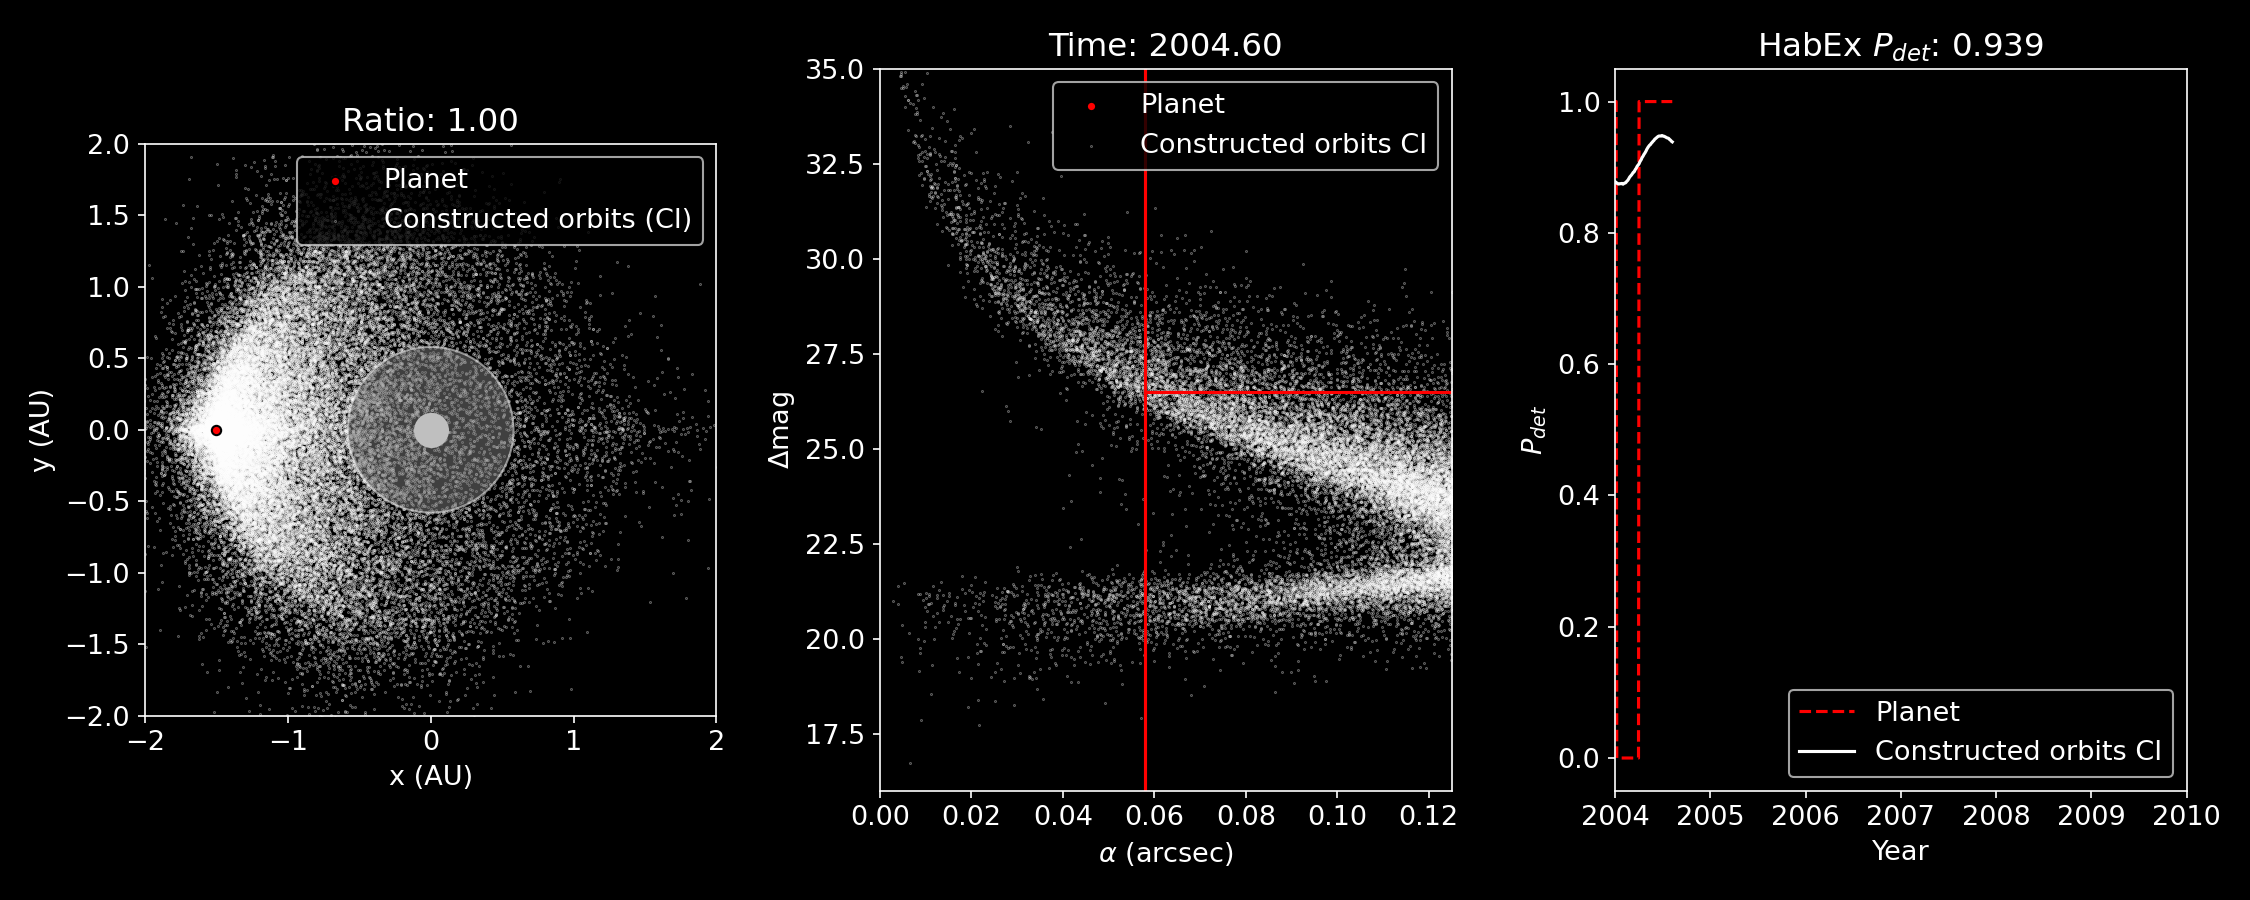 Ratio: 1.00
Planet
Constructed orbits (CI)
2.0
1.5
1.0
0.5
0.0
−0.5
−1.0
−1.5
−2.0
−2
−1
0
1
2
x (AU)
y (AU)
Time: 2004.60
Planet
Constructed orbits CI
35.0
32.5
30.0
27.5
25.0
22.5
20.0
17.5
0.00
0.02
0.04
0.06
0.08
0.10
0.12
α (arcsec)
Δmag
HabEx P_det: 0.939
1.0
0.8
0.6
0.4
0.2
0.0
Planet
Constructed orbits CI
2004
2005
2006
2007
2008
2009
2010
Year
P_det